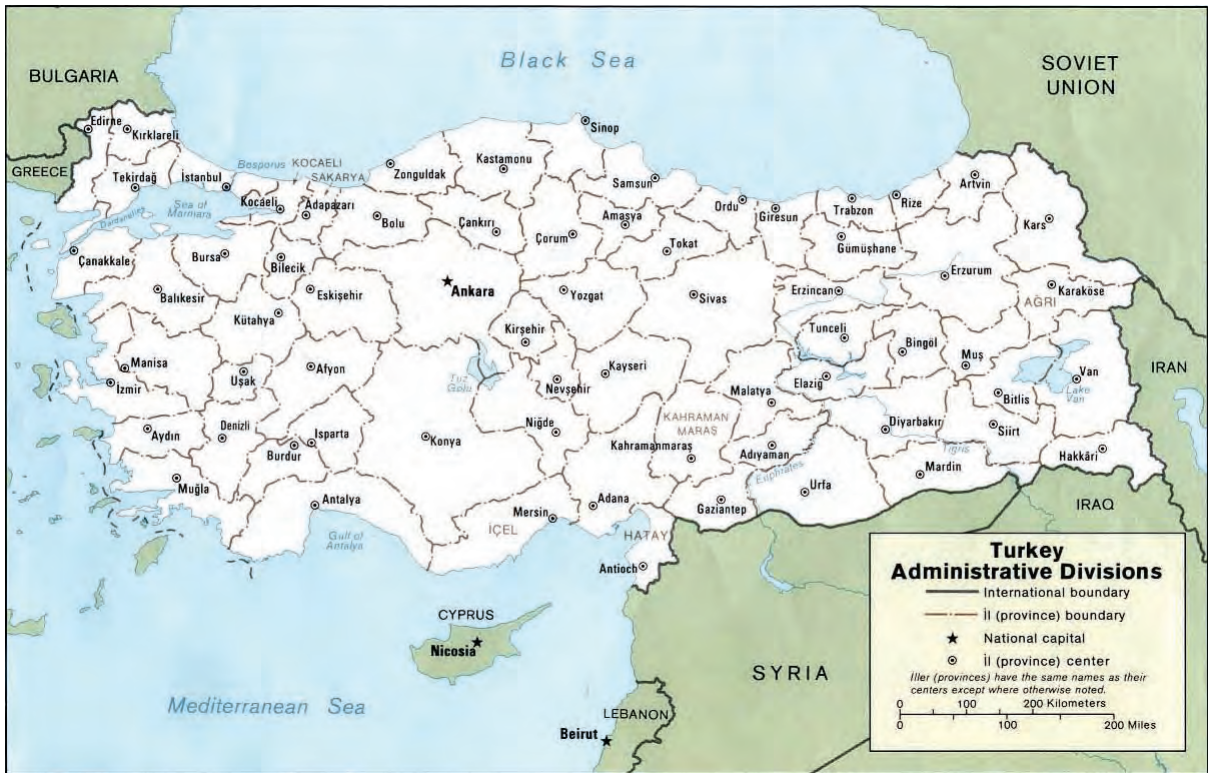 Black Sea
BULGARIA
SOVIET
UNION
Edirne
Kırklareli
Sinop
GREECE
Tekirdağ
İstanbul
Bosporus
KOCAELİ
SAKARYA
Zonguldak
Kastamonu
Samsun
Artvin
Sea of
Marmara
Dardanelles
Kocaeli
Adapazarı
Bolu
Çankırı
Çorum
Amasya
Tokat
Ordu
Giresun
Trabzon
Rize
Gümüşhane
Kars
Çanakkale
Bursa
Bilecik
Balıkesir
Eskişehir
Kütahya
Ankara
Yozgat
Sivas
Erzincan
Erzurum
AĞRI
Karaköse
Kirşehir
Tunceli
Bingöl
Muş
IRAN
Manisa
İzmir
Uşak
Afyon
Tuz
Golu
Nevşehir
Kayseri
Malatya
Elazığ
Van
Lake
Van
Bitlis
Aydın
Denizli
Isparta
Burdur
Konya
Niğde
KAHRAMAN
MARAŞ
Kahramanmaraş
Adıyaman
Diyarbakır
Siirt
Tigris
Mardin
Hakkâri
Muğla
Antalya
Gulf of
Antalya
Mersin
İÇEL
Adana
HATAY
Gaziantep
Euphrates
Urfa
IRAQ
Antioch
CYPRUS
Nicosia
SYRIA
Mediterranean Sea
LEBANON
Beirut
Turkey
Administrative Divisions
International boundary
İl (province) boundary
National capital
İl (province) center
İller (provinces) have the same names as their
centers except where otherwise noted.
0 100 200 Kilometers
0 100 200 Miles